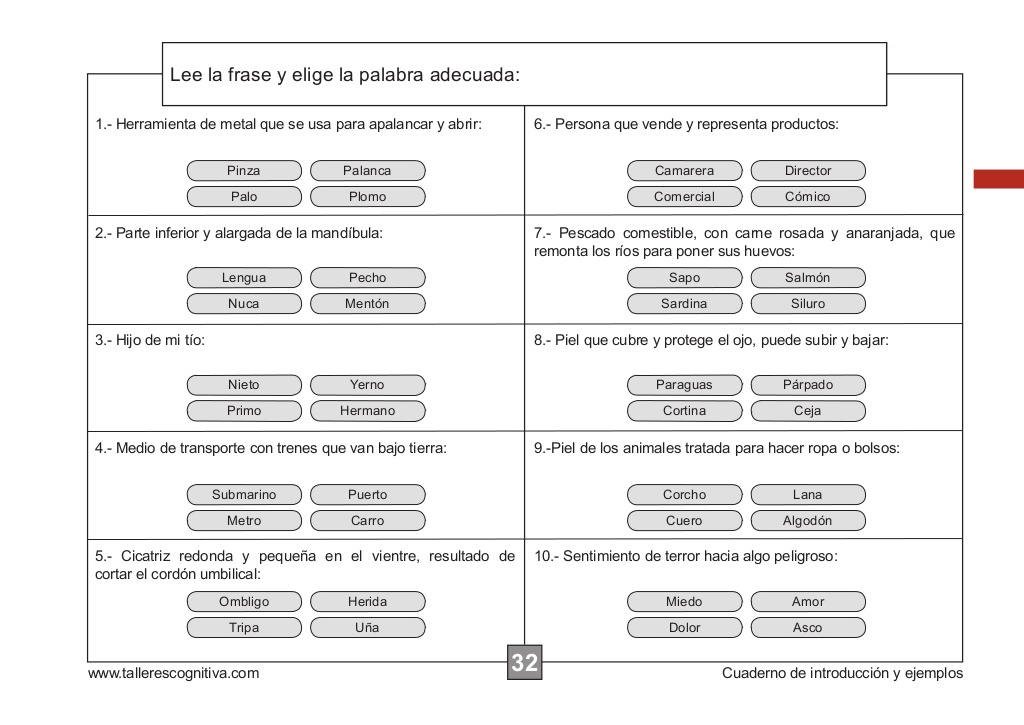 Lee la frase y elige la palabra adecuada:
1.- Herramienta de metal que se usa para apalancar y abrir:
Pinza Palanca
Palo Plomo
2.- Parte inferior y alargada de la mandíbula:
Lengua Pecho
Nuca Mentón
3.- Hijo de mi tío:
Nieto Yerno
Primo Hermano
4.- Medio de transporte con trenes que van bajo tierra:
Submarino Puerto
Metro Carro
5.- Cicatriz redonda y pequeña en el vientre, resultado de
cortar el cordón umbilical:
Ombligo Herida
Tripa Uña
6.- Persona que vende y representa productos:
Camarera Director
Comercial Cómico
7.- Pescado comestible, con carne rosada y anaranjada, que
remonta los ríos para poner sus huevos:
Sapo Salmón
Sardina Siluro
8.- Piel que cubre y protege el ojo, puede subir y bajar:
Paraguas Párpado
Cortina Ceja
9.-Piel de los animales tratada para hacer ropa o bolsos:
Corcho Lana
Cuero Algodón
10.- Sentimiento de terror hacia algo peligroso:
Miedo Amor
Dolor Asco
www.tallerescognitiva.com
32
Cuaderno de introducción y ejemplos